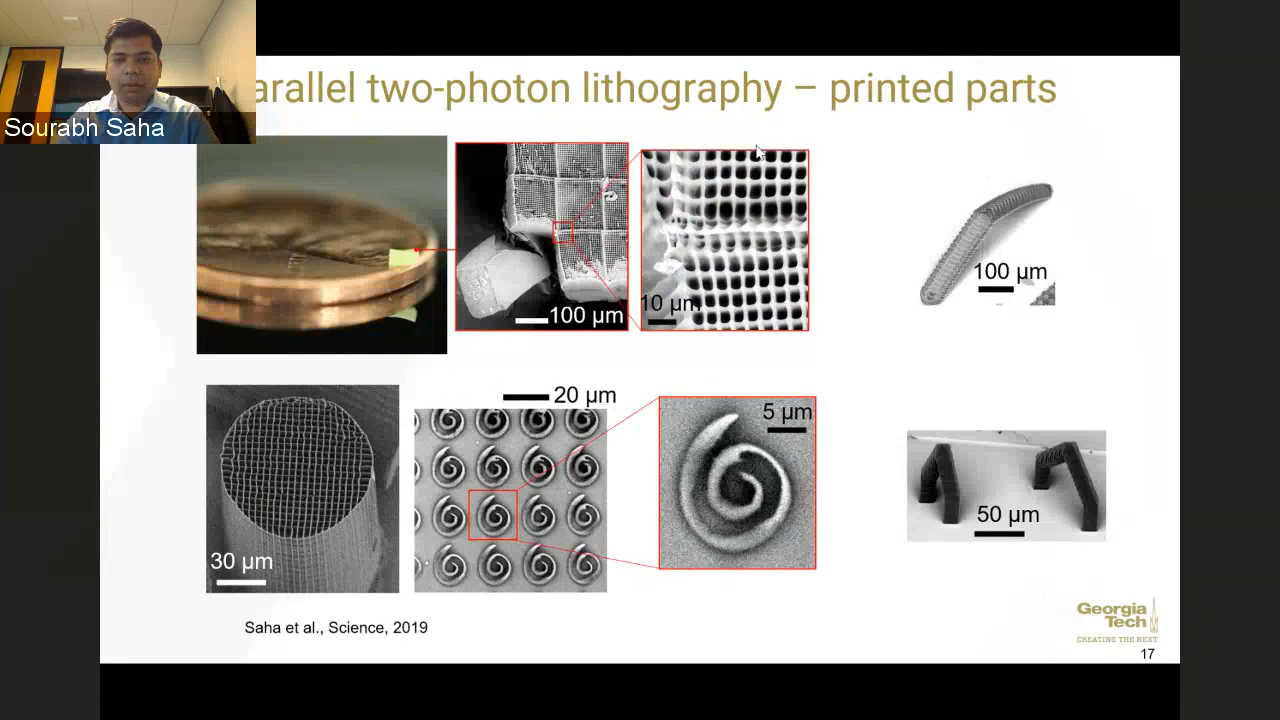 arallel two-photon lithography – printed parts
Sourabh Saha
100 µm
10 µm
100 µm
20 µm
5 µm
30 µm
50 µm
Saha et al., Science, 2019
Georgia
Tech
CREATING THE NEXT
17